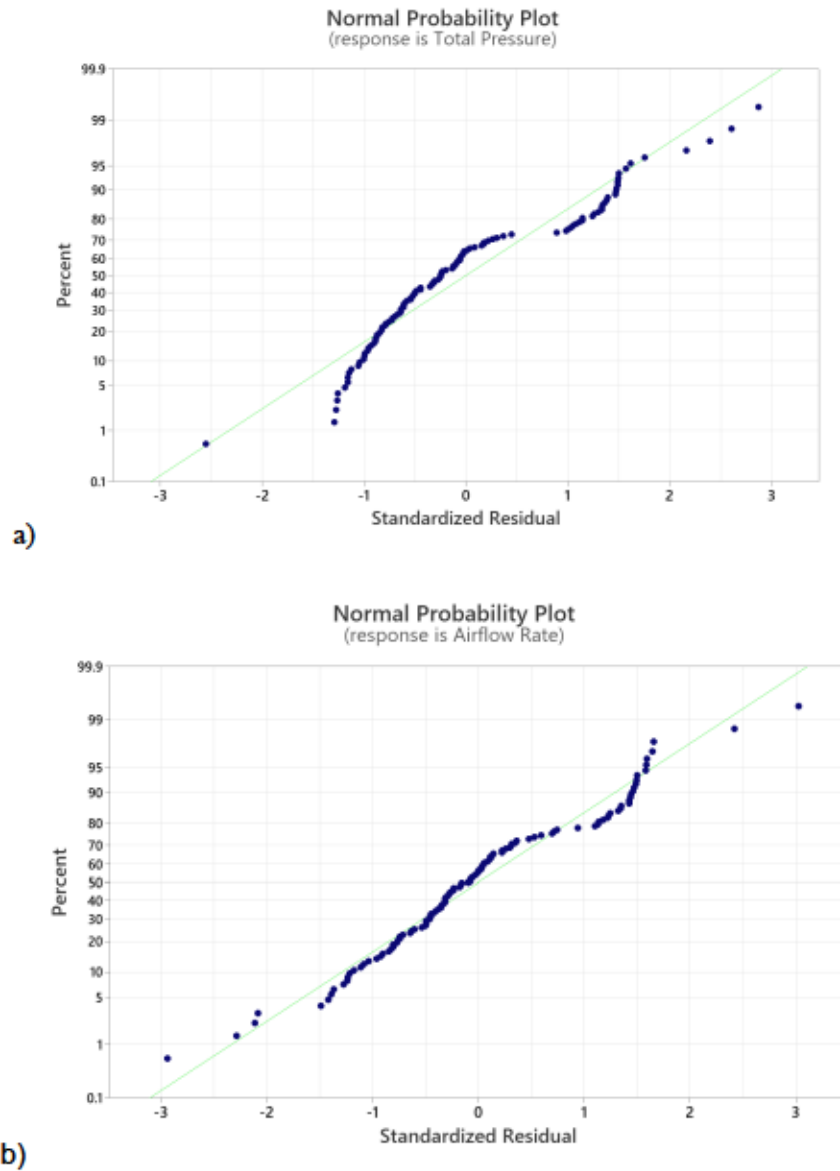 Normal Probability Plot
(response is Total Pressure)
99.9
99
95
90
80
70
60
50
40
30
20
10
5
1
0.1
Percent
-3 -2 -1 0 1 2 3
Standardized Residual
a)
Normal Probability Plot
(response is Airflow Rate)
99.9
99
95
90
80
70
60
50
40
30
20
10
5
1
0.1
Percent
-3 -2 -1 0 1 2 3
Standardized Residual
b)